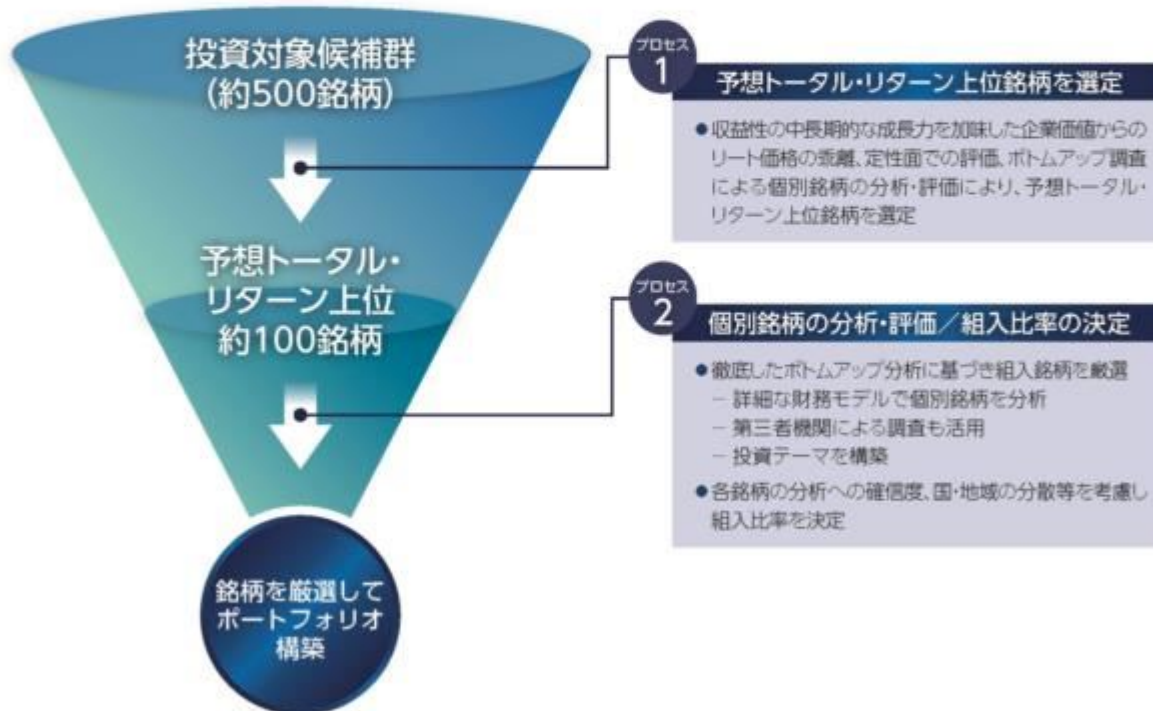 投資対象候補群
(約500銘柄)
予想トータル・
リターン上位
約100銘柄
銘柄を厳選して
ポートフォリオ
構築
プロセス
1
予想トータル・リターン上位銘柄を選定
●収益性の中長期的な成長力を加味した企業価値からの
リート価格の乖離、定性面での評価、ボトムアップ調査
による個別銘柄の分析・評価により、予想トータル・
リターン上位銘柄を選定
プロセス
2
個別銘柄の分析・評価／組入比率の決定
●徹底したボトムアップ分析に基づき組入銘柄を厳選
－ 詳細な財務モデルで個別銘柄を分析
－ 第三者機関による調査も活用
－ 投資テーマを構築
●各銘柄の分析への確信度、国・地域の分散等を考慮し
組入比率を決定